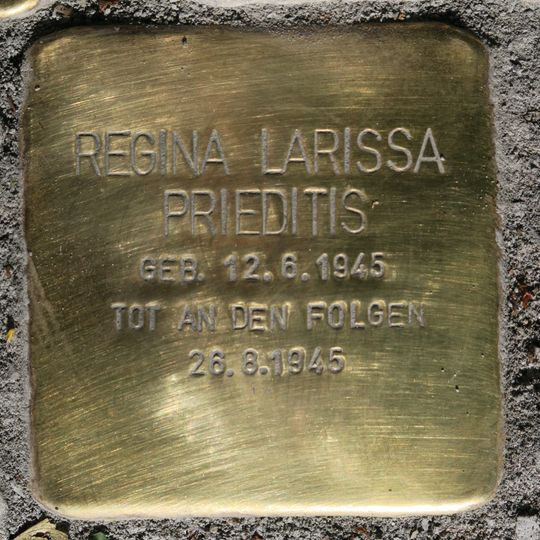 REGINA LARISSA
PRIEDITIS
GEB. 12.6.1945
TOT AN DEN FOLGEN
26.8.1945